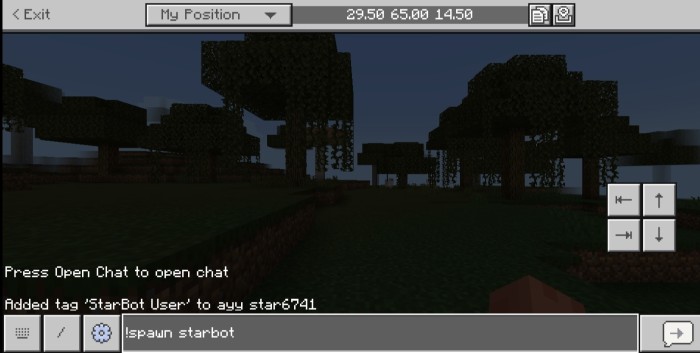 < Exit
My Position
29.50 65.00 14.50
Press Open Chat to open chat
Added tag 'StarBot User' to ayy star6741
/
!spawn starbot